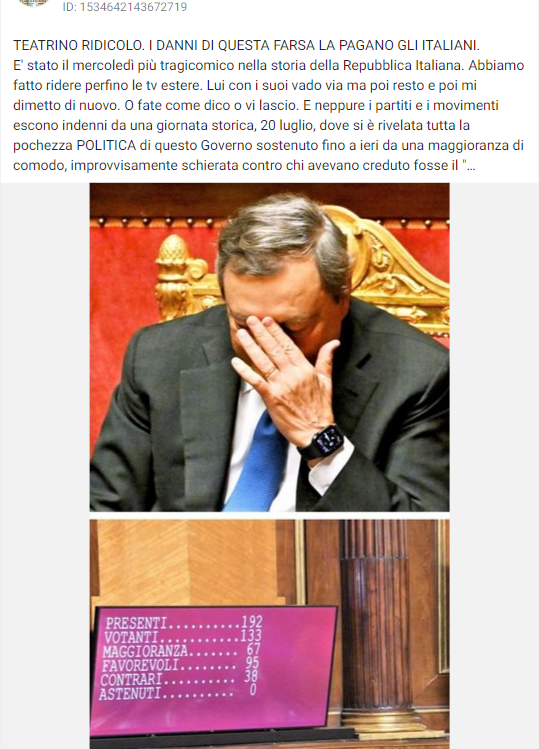 ID: 1534642143672719
TEATRINO RIDICOLO. I DANNI DI QUESTA FARSA LA PAGANO GLI ITALIANI.
E' stato il mercoledì più tragicomico nella storia della Repubblica Italiana. Abbiamo
fatto ridere perfino le tv estere. Lui con i suoi vado via ma poi resto e poi mi
dimetto di nuovo. O fate come dico o vi lascio. E neppure i partiti e i movimenti
escono indenni da una giornata storica, 20 luglio, dove si è rivelata tutta la
pochezza POLITICA di questo Governo sostenuto fino a ieri da una maggioranza di
comodo, improvvisamente schierata contro chi avevano creduto fosse il "...
PRESENTI..........192
VOTANTI...........133
MAGGIORANZA....... 67
FAVOREVOLI........ 95
CONTRARI.......... 38
ASTENUTI.......... 0